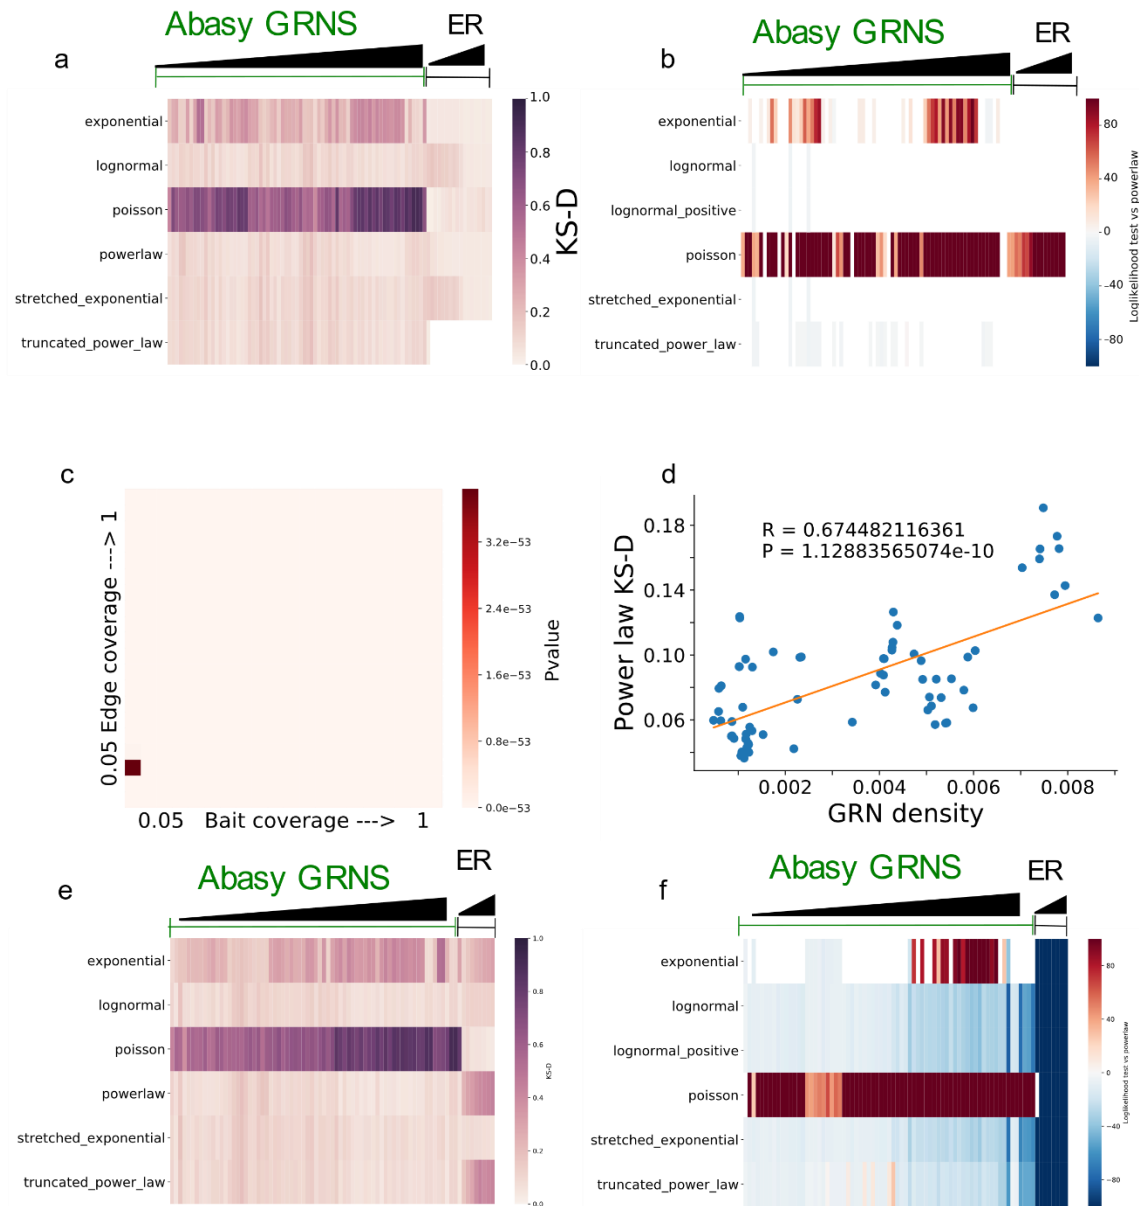 Abasy GRNS
ER
a
exponential
lognormal
poisson
powerlaw
stretched_exponential
truncated_power_law
1.0
0.8
0.6
0.4
0.2
0.0
KS-D
Abasy GRNS
ER
b
exponential
lognormal
lognormal_positive
poisson
stretched_exponential
truncated_power_law
80
40
0
−40
−80
Loglikelihood test vs powerlaw
c
0.05 Edge coverage ---> 1
0.05 Bait coverage ---> 1
3.2e−53
2.4e−53
1.6e−53
0.8e−53
0.0e−53
Pvalue
d
R = 0.674482116361
P = 1.12883565074e-10
Power law KS-D
0.18
0.14
0.10
0.06
0.002 0.004 0.006 0.008
GRN density
Abasy GRNS
ER
e
exponential
lognormal
poisson
powerlaw
stretched_exponential
truncated_power_law
1.0
0.8
0.6
0.4
0.2
0.0
KS-D
Abasy GRNS
ER
f
exponential
lognormal
lognormal_positive
poisson
stretched_exponential
truncated_power_law
80
40
0
−40
−80
Loglikelihood test vs powerlaw